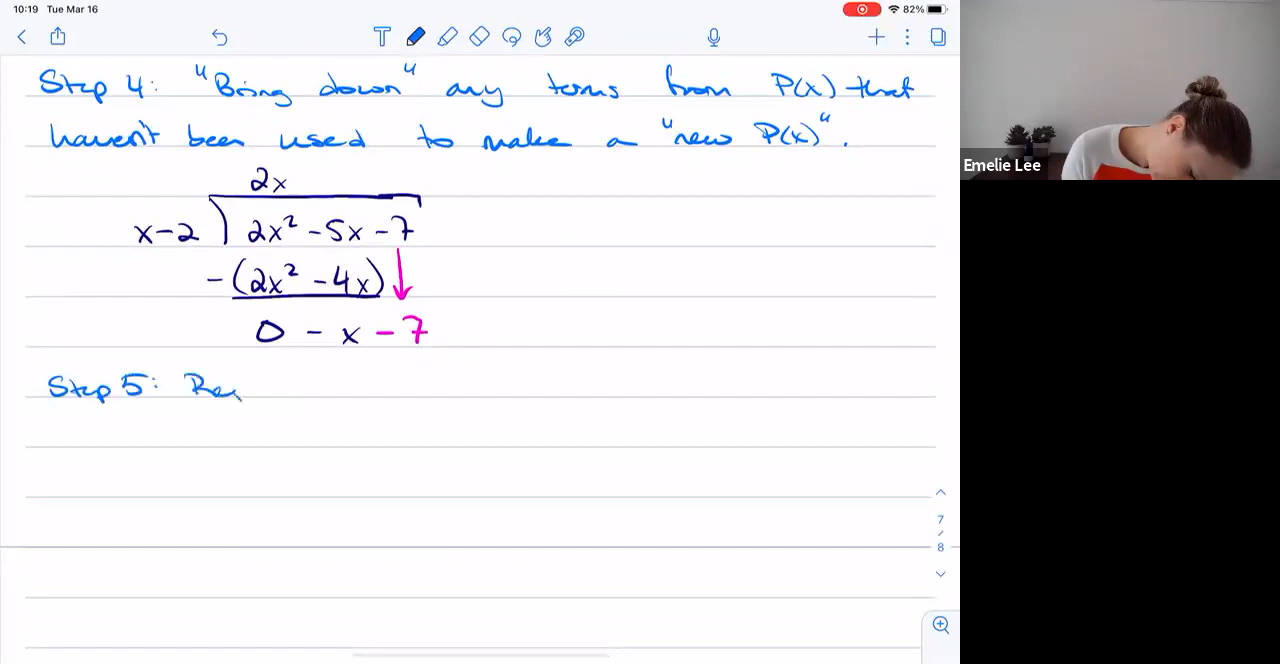 10:19 Tue Mar 16
82%
Step 4: "Bring down" any terms from P(x) that
haven't been used to make a "new P(x)".
2x
x-2 ) 2x² -5x -7
-(2x² -4x)
0 - x - 7
Step 5: Rep
7
/
8
Emelie Lee